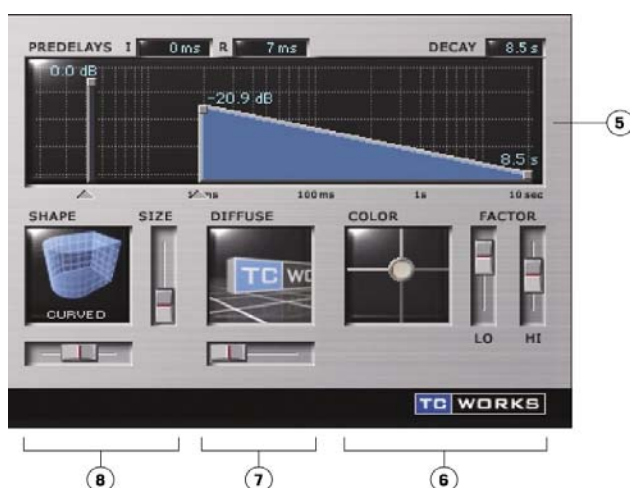 PREDELAYS I 0 ms R 7 ms DECAY 8.5 s
0.0 dB
-20.9 dB
8.5 s
100 ms 1s 10 sec
SHAPE SIZE DIFFUSE COLOR FACTOR
TC WO
CURVED
LO HI
TC WORKS
5
8 7 6